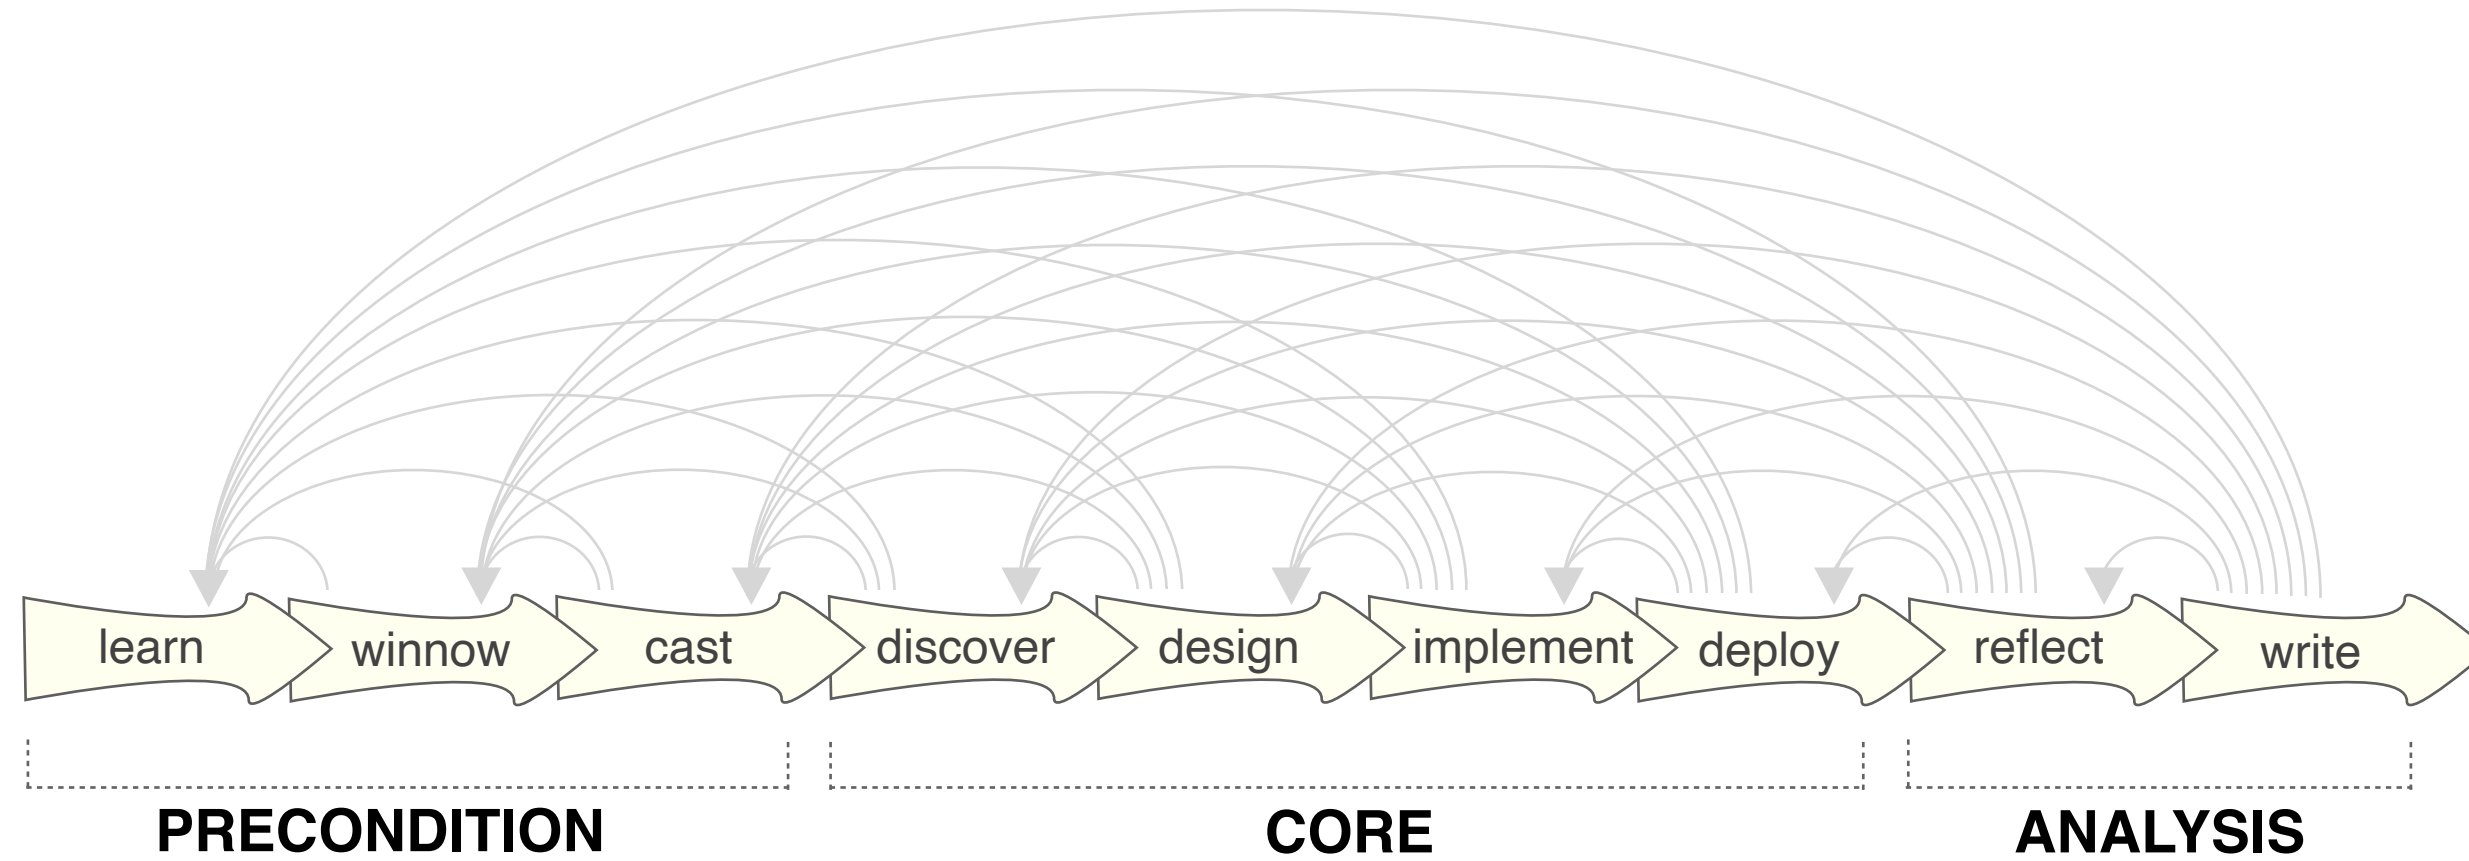 learn
winnow
cast
discover
design
implement
deploy
reflect
write
PRECONDITION
CORE
ANALYSIS